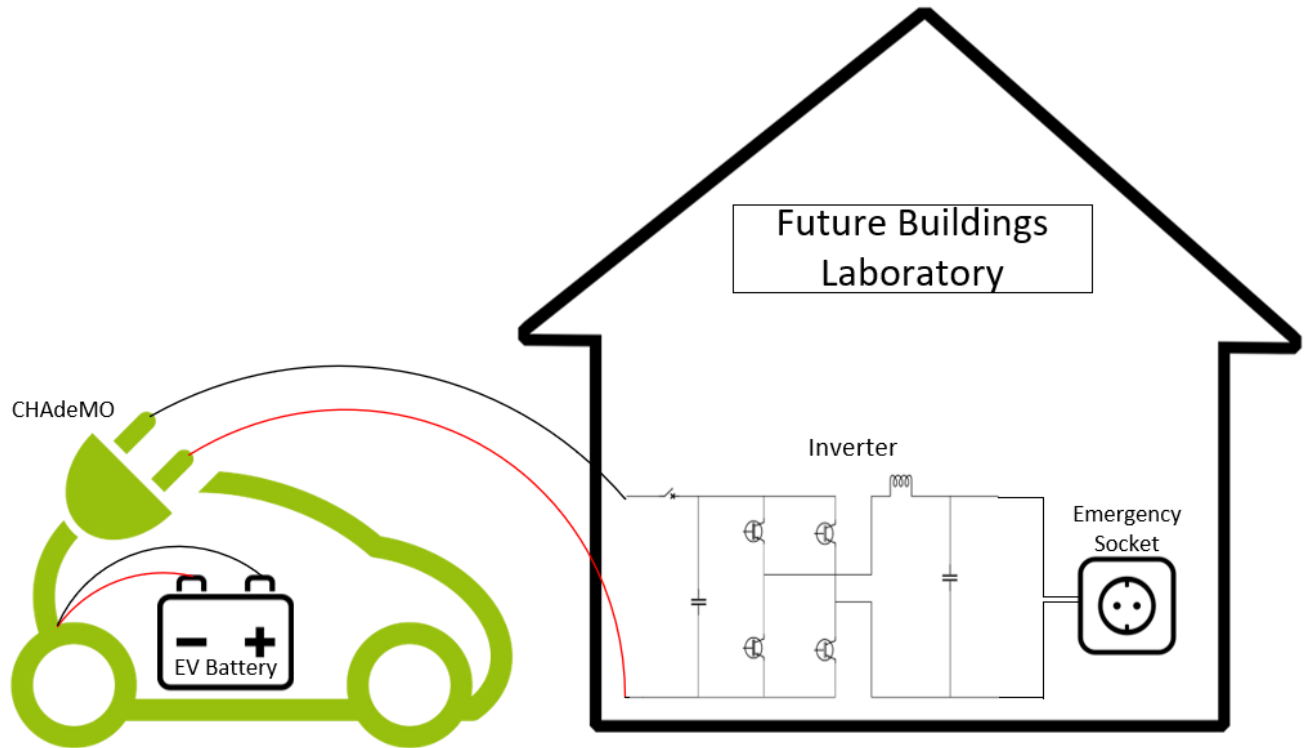 Future Buildings
Laboratory
CHAdeMO
Inverter
Emergency
Socket
EV Battery